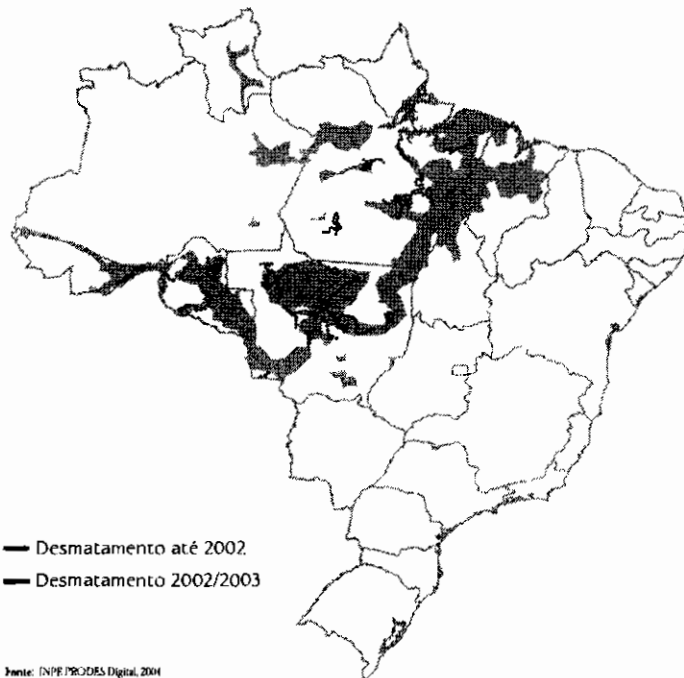 Desmatamento até 2002
Desmatamento 2002/2003
Fonte: INPE PRODES Digital, 2004